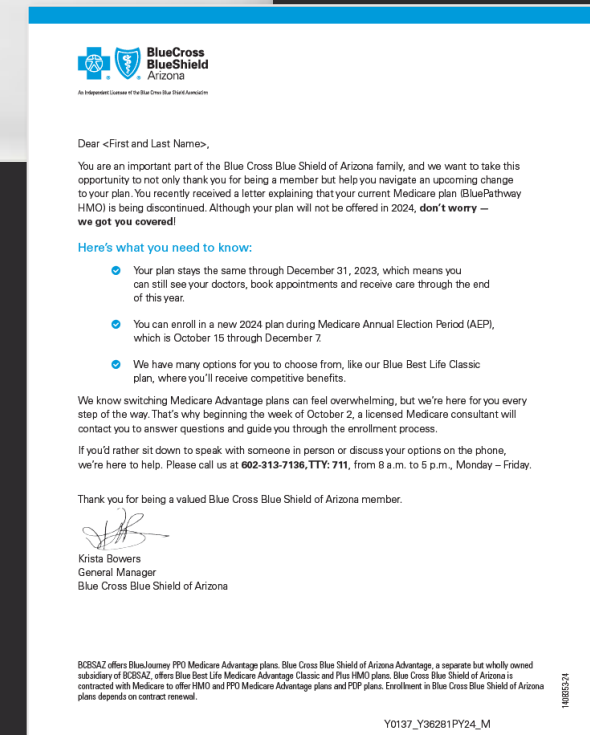 BlueCross
BlueShield
Arizona
An Independent Licensee of the Blue Cross Blue Shield Association
Dear <First and Last Name>,
You are an important part of the Blue Cross Blue Shield of Arizona family, and we want to take this
opportunity to not only thank you for being a member but help you navigate an upcoming change
to your plan. You recently received a letter explaining that your current Medicare plan (BluePathway
HMO) is being discontinued. Although your plan will not be offered in 2024, don't worry —
we got you covered!
Here's what you need to know:
Your plan stays the same through December 31, 2023, which means you
can still see your doctors, book appointments and receive care through the end
of this year.
You can enroll in a new 2024 plan during Medicare Annual Election Period (AEP),
which is October 15 through December 7.
We have many options for you to choose from, like our Blue Best Life Classic
plan, where you'll receive competitive benefits.
We know switching Medicare Advantage plans can feel overwhelming, but we're here for you every
step of the way. That's why beginning the week of October 2, a licensed Medicare consultant will
contact you to answer questions and guide you through the enrollment process.
If you'd rather sit down to speak with someone in person or discuss your options on the phone,
we're here to help. Please call us at 602-313-7136, TTY: 711, from 8 a.m. to 5 p.m., Monday – Friday.
Thank you for being a valued Blue Cross Blue Shield of Arizona member.
Krista Bowers
General Manager
Blue Cross Blue Shield of Arizona
BCBSAZ offers BlueJourney PPO Medicare Advantage plans. Blue Cross Blue Shield of Arizona Advantage, a separate but wholly owned
subsidiary of BCBSAZ, offers Blue Best Life Medicare Advantage Classic and Plus HMO plans. Blue Cross Blue Shield of Arizona is
contracted with Medicare to offer HMO and PPO Medicare Advantage plans and PDP plans. Enrollment in Blue Cross Blue Shield of Arizona
plans depends on contract renewal.
1408353-24
Y0137_Y36281PY24_M